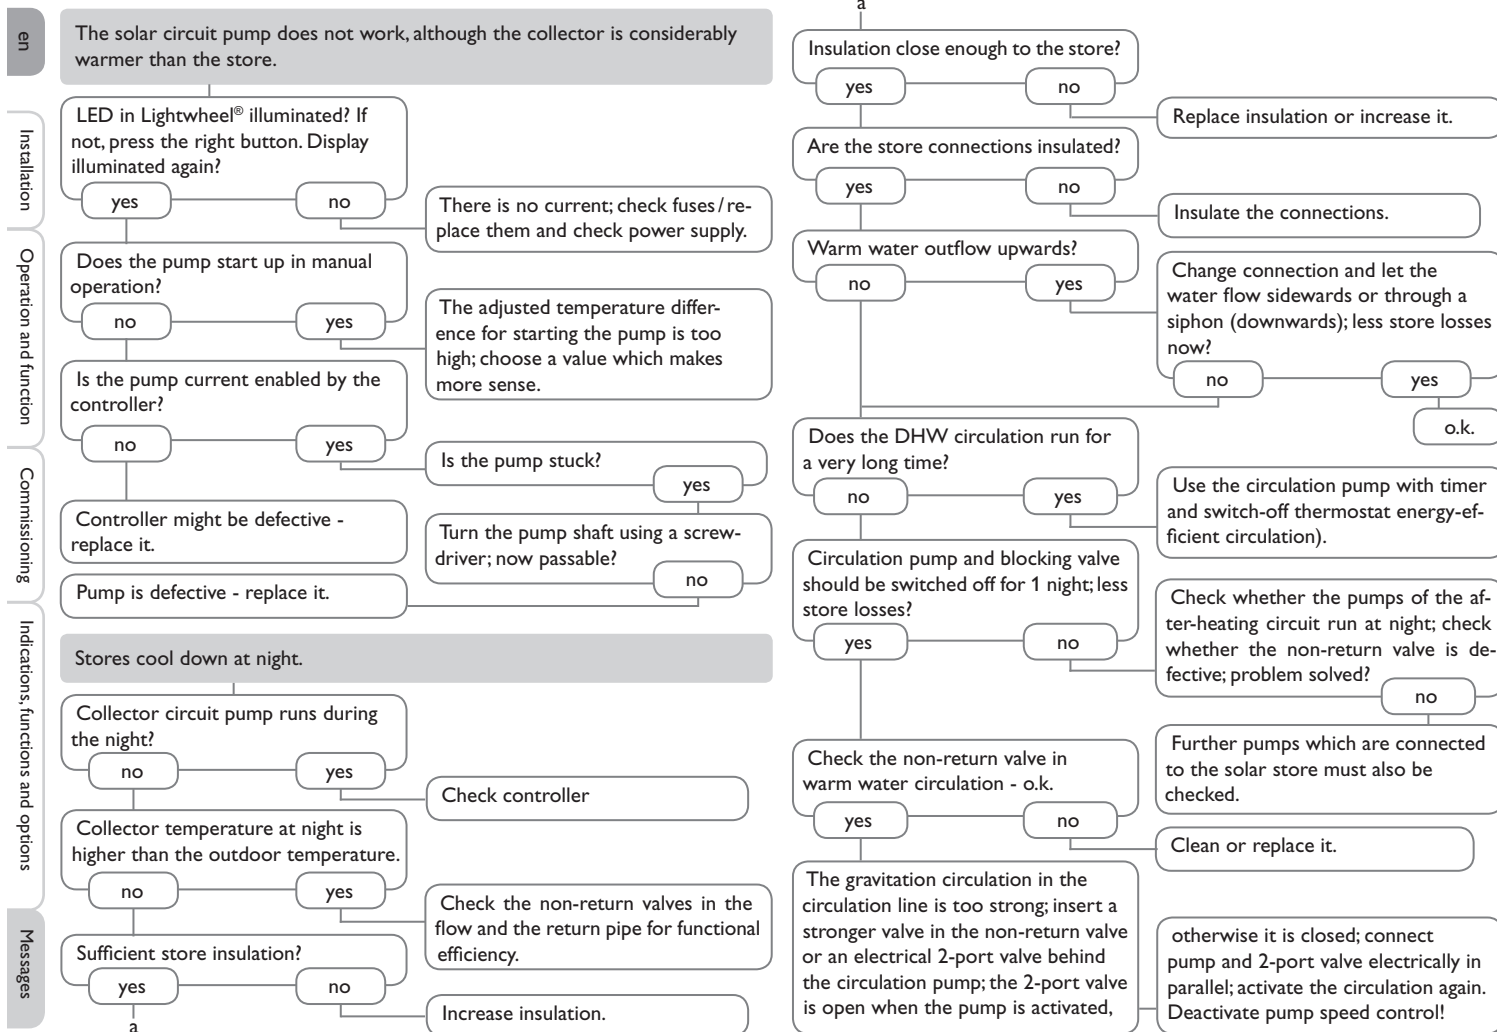 en
Installation
Operation and function
Commissioning
Indications, functions and options
Messages
The solar circuit pump does not work, although the collector is considerably
warmer than the store.
LED in Lightwheel® illuminated? If
not, press the right button. Display
illuminated again?
yes
no
There is no current; check fuses / re-
place them and check power supply.
Does the pump start up in manual
operation?
no
yes
The adjusted temperature differ-
ence for starting the pump is too
high; choose a value which makes
more sense.
Is the pump current enabled by the
controller?
no
yes
Is the pump stuck?
yes
Controller might be defective -
replace it.
Turn the pump shaft using a screw-
driver; now passable?
no
Pump is defective - replace it.
Stores cool down at night.
Collector circuit pump runs during
the night?
no
yes
Check controller
Collector temperature at night is
higher than the outdoor temperature.
no
yes
Check the non-return valves in the
flow and the return pipe for functional
efficiency.
Sufficient store insulation?
yes
no
Increase insulation.
a
a
Insulation close enough to the store?
yes
no
Replace insulation or increase it.
Are the store connections insulated?
yes
no
Insulate the connections.
Warm water outflow upwards?
no
yes
Change connection and let the
water flow sidewards or through a
siphon (downwards); less store losses
now?
no
yes
o.k.
Does the DHW circulation run for
a very long time?
no
yes
Use the circulation pump with timer
and switch-off thermostat energy-ef-
ficient circulation).
Circulation pump and blocking valve
should be switched off for 1 night; less
store losses?
yes
no
Check whether the pumps of the af-
ter-heating circuit run at night; check
whether the non-return valve is de-
fective; problem solved?
no
Further pumps which are connected
to the solar store must also be
checked.
Check the non-return valve in
warm water circulation - o.k.
yes
no
Clean or replace it.
The gravitation circulation in the
circulation line is too strong; insert a
stronger valve in the non-return valve
or an electrical 2-port valve behind
the circulation pump; the 2-port valve
is open when the pump is activated,
otherwise it is closed; connect
pump and 2-port valve electrically in
parallel; activate the circulation again.
Deactivate pump speed control!